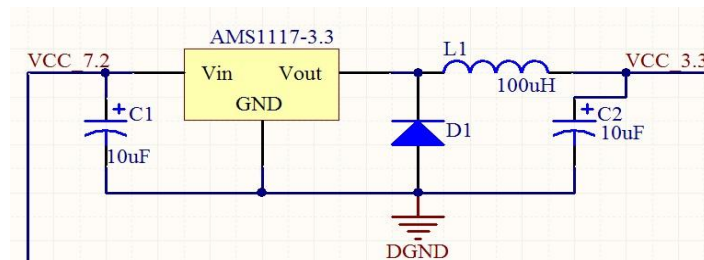 AMS1117-3.3
VCC_7.2
Vin
Vout
GND
L1
100uH
VCC_3.3
+
C1
10uF
D1
+
C2
10uF
DGND